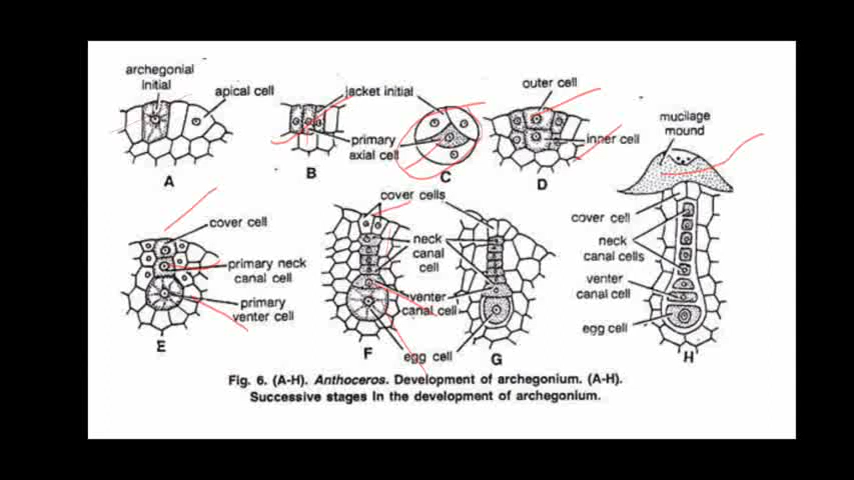 archegonial
initial
apical cell
jacket initial
primary
axial cell
outer cell
inner cell
mucilage
mound
A
B
C
D
cover cell
primary neck
canal cell
primary
venter cell
cover cells
neck
canal
cell
venter
canal cell
egg cell
cover cell
neck
canal cells
venter
canal cell
egg cell
E
F
G
H
Fig. 6. (A-H). Anthoceros. Development of archegonium. (A-H).
Successive stages In the development of archegonium.